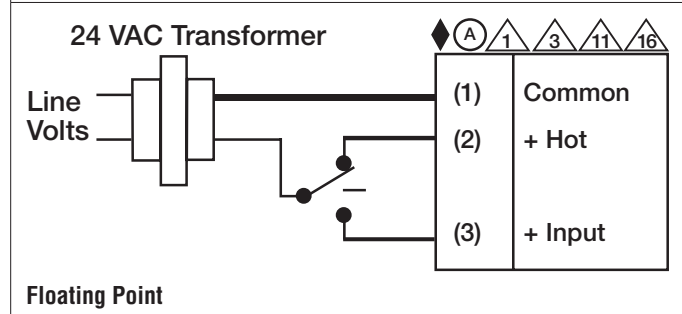 24 VAC Transformer
A 1 3 11 16
Line
Volts
(1) Common
(2) + Hot
(3) + Input
Floating Point